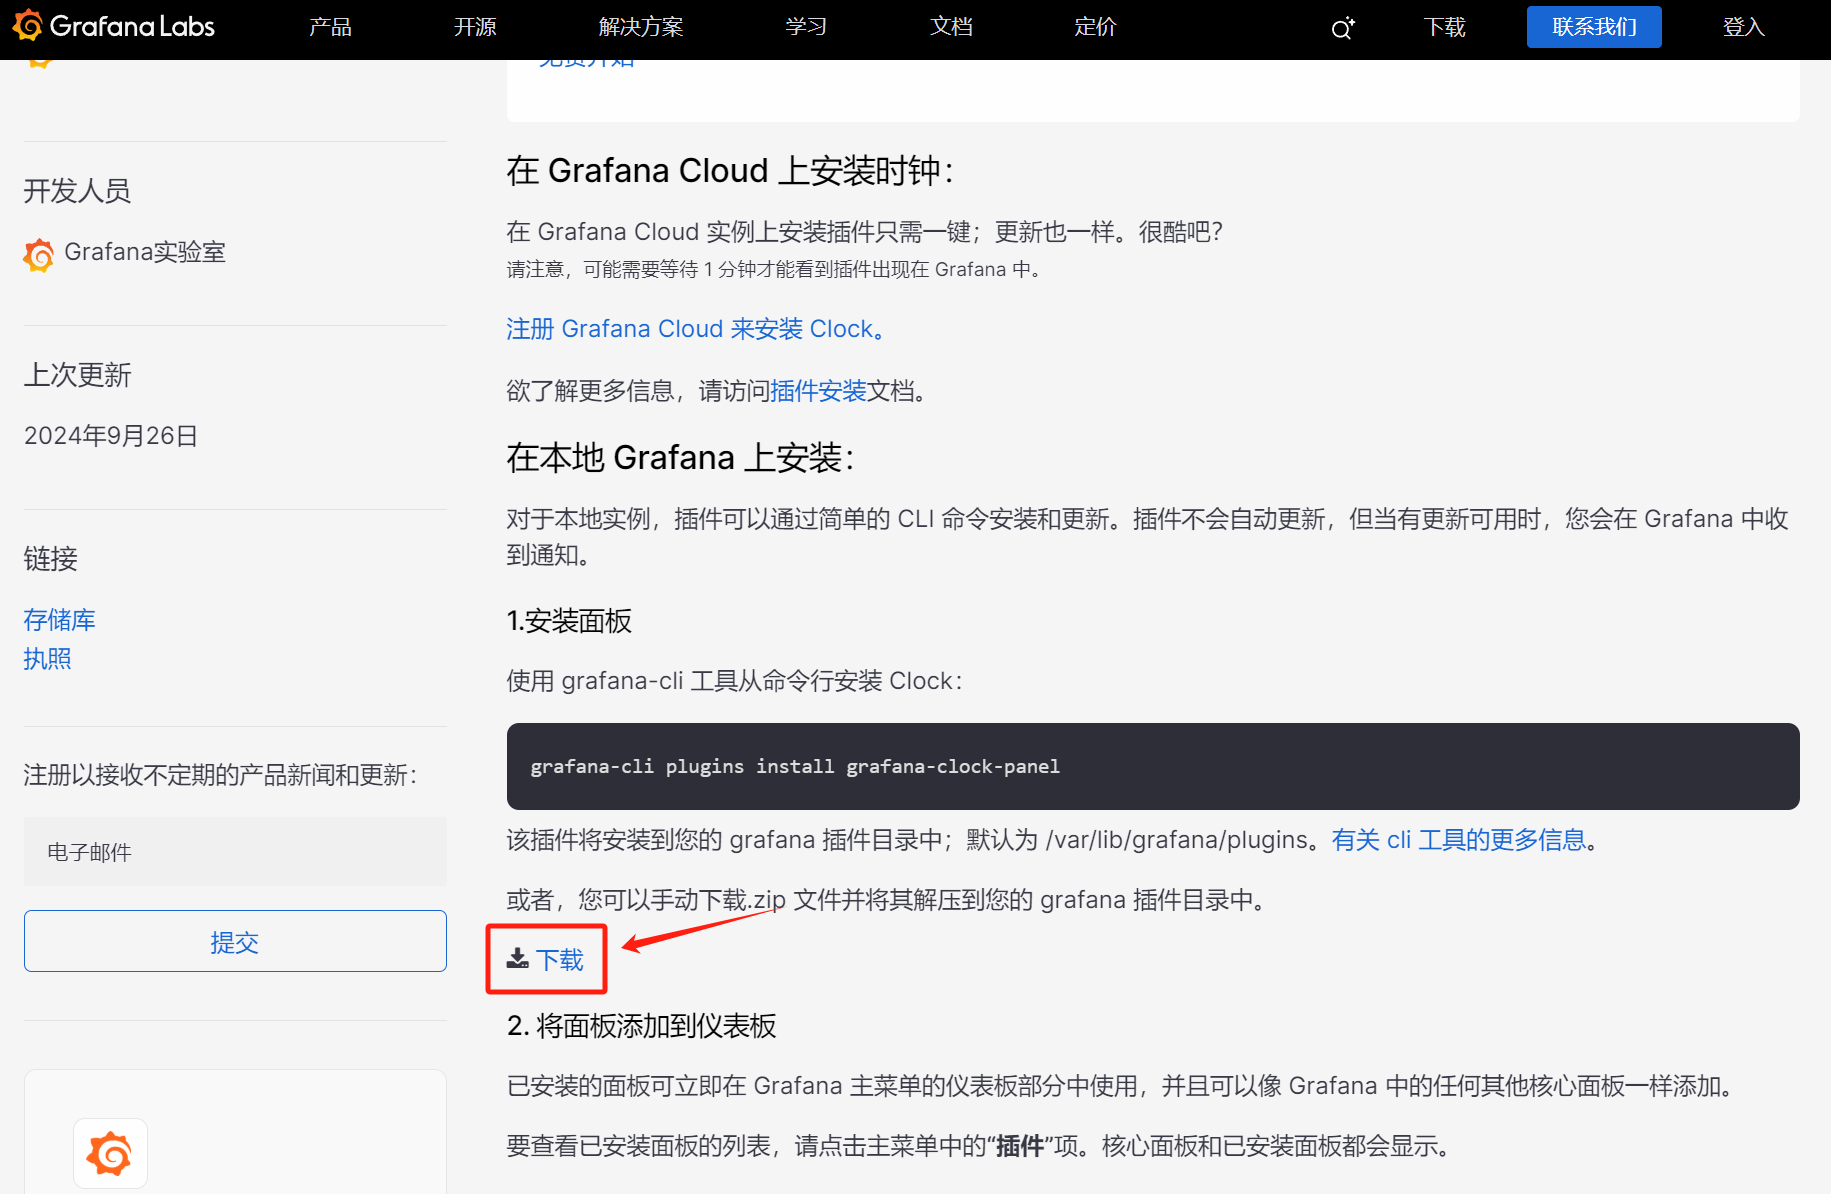 Grafana Labs 产品 开源 解决方案 学习 文档 定价 下载 联系我们 登入
免费开始
开发人员
Grafana实验室
上次更新
2024年9月26日
链接
存储库
执照
注册以接收不定期的产品新闻和更新：
电子邮件
提交
在 Grafana Cloud 上安装时钟：
在 Grafana Cloud 实例上安装插件只需一键；更新也一样。很酷吧？
请注意，可能需要等待 1 分钟才能看到插件出现在 Grafana 中。
注册 Grafana Cloud 来安装 Clock。
欲了解更多信息，请访问插件安装文档。
在本地 Grafana 上安装：
对于本地实例，插件可以通过简单的 CLI 命令安装和更新。插件不会自动更新，但当有更新可用时，您会在 Grafana 中收
到通知。
1.安装面板
使用 grafana-cli 工具从命令行安装 Clock：
grafana-cli plugins install grafana-clock-panel
该插件将安装到您的 grafana 插件目录中；默认为 /var/lib/grafana/plugins。有关 cli 工具的更多信息。
或者，您可以手动下载.zip 文件并将其解压到您的 grafana 插件目录中。
下载
2. 将面板添加到仪表板
已安装的面板可立即在 Grafana 主菜单的仪表板部分中使用，并且可以像 Grafana 中的任何其他核心面板一样添加。
要查看已安装面板的列表，请点击主菜单中的“插件”项。核心面板和已安装面板都会显示。